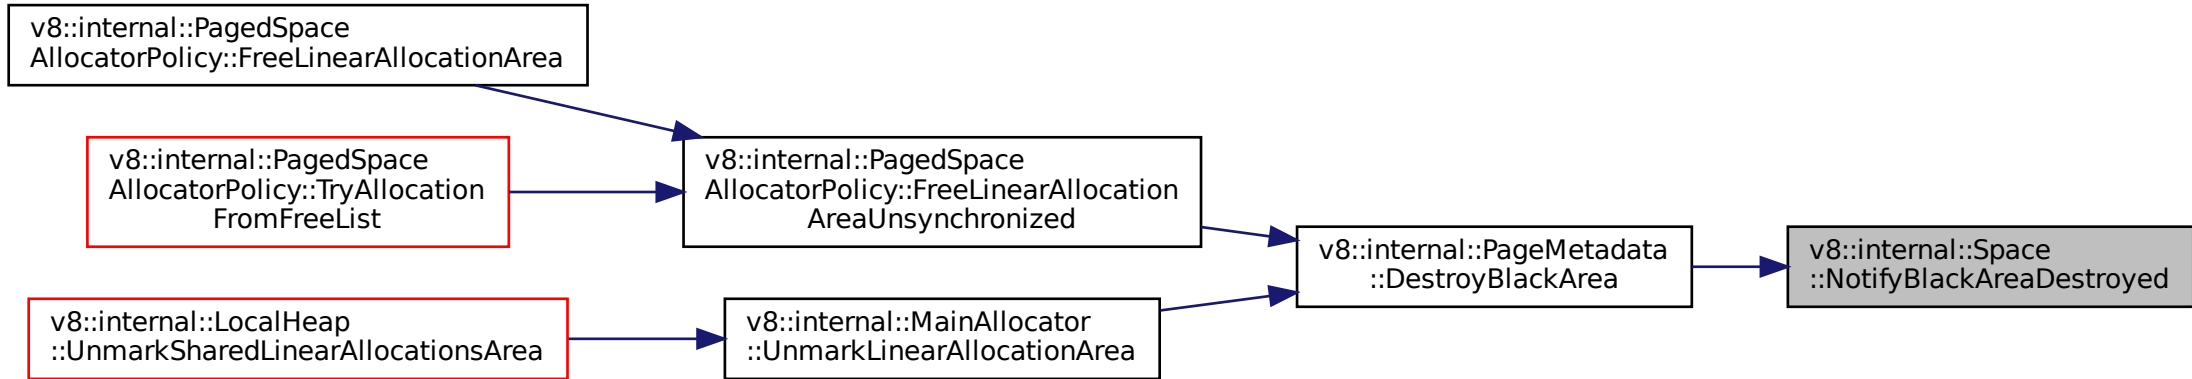 v8::internal::PagedSpace
AllocatorPolicy::FreeLinearAllocationArea
v8::internal::PagedSpace
AllocatorPolicy::TryAllocation
FromFreeList
v8::internal::LocalHeap
::UnmarkSharedLinearAllocationsArea
v8::internal::PagedSpace
AllocatorPolicy::FreeLinearAllocation
AreaUnsynchronized
v8::internal::MainAllocator
::UnmarkLinearAllocationArea
v8::internal::PageMetadata
::DestroyBlackArea
v8::internal::Space
::NotifyBlackAreaDestroyed